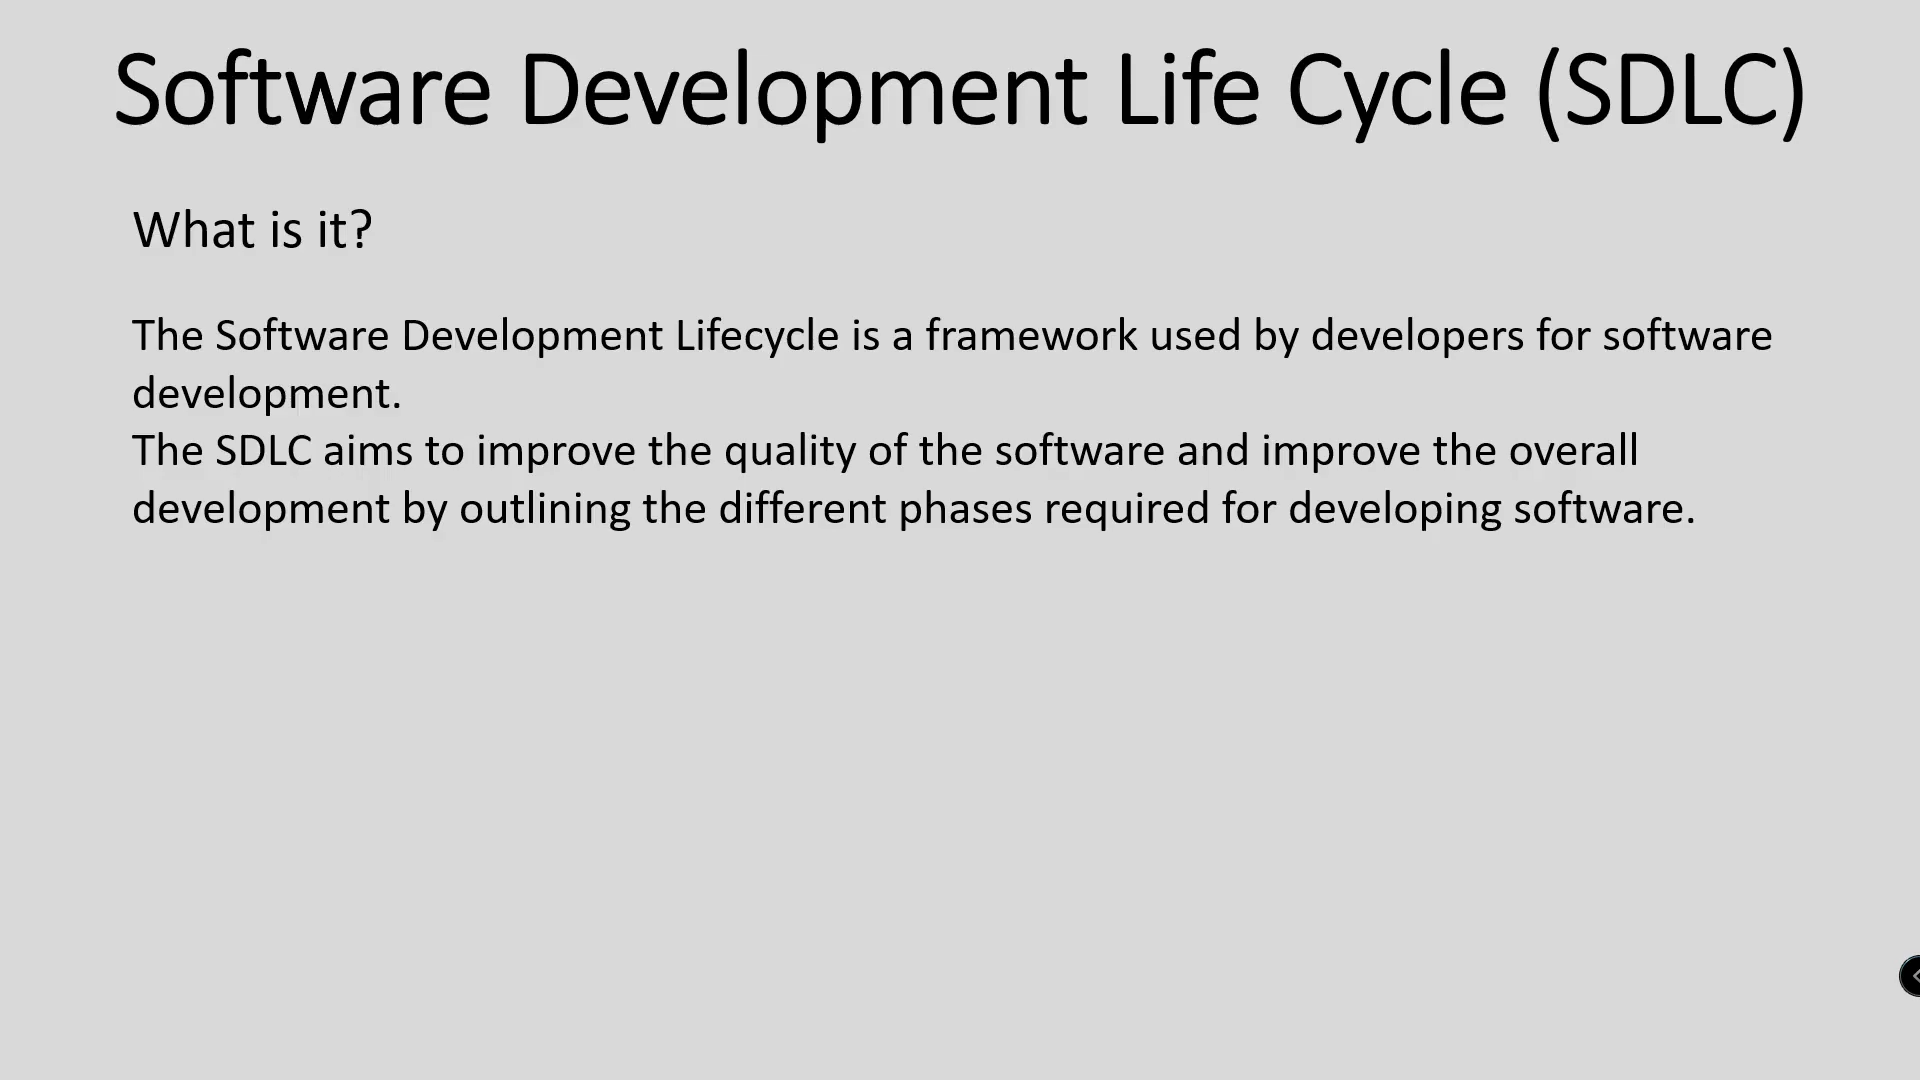 Software Development Life Cycle (SDLC)
What is it?
The Software Development Lifecycle is a framework used by developers for software
development.
The SDLC aims to improve the quality of the software and improve the overall
development by outlining the different phases required for developing software.